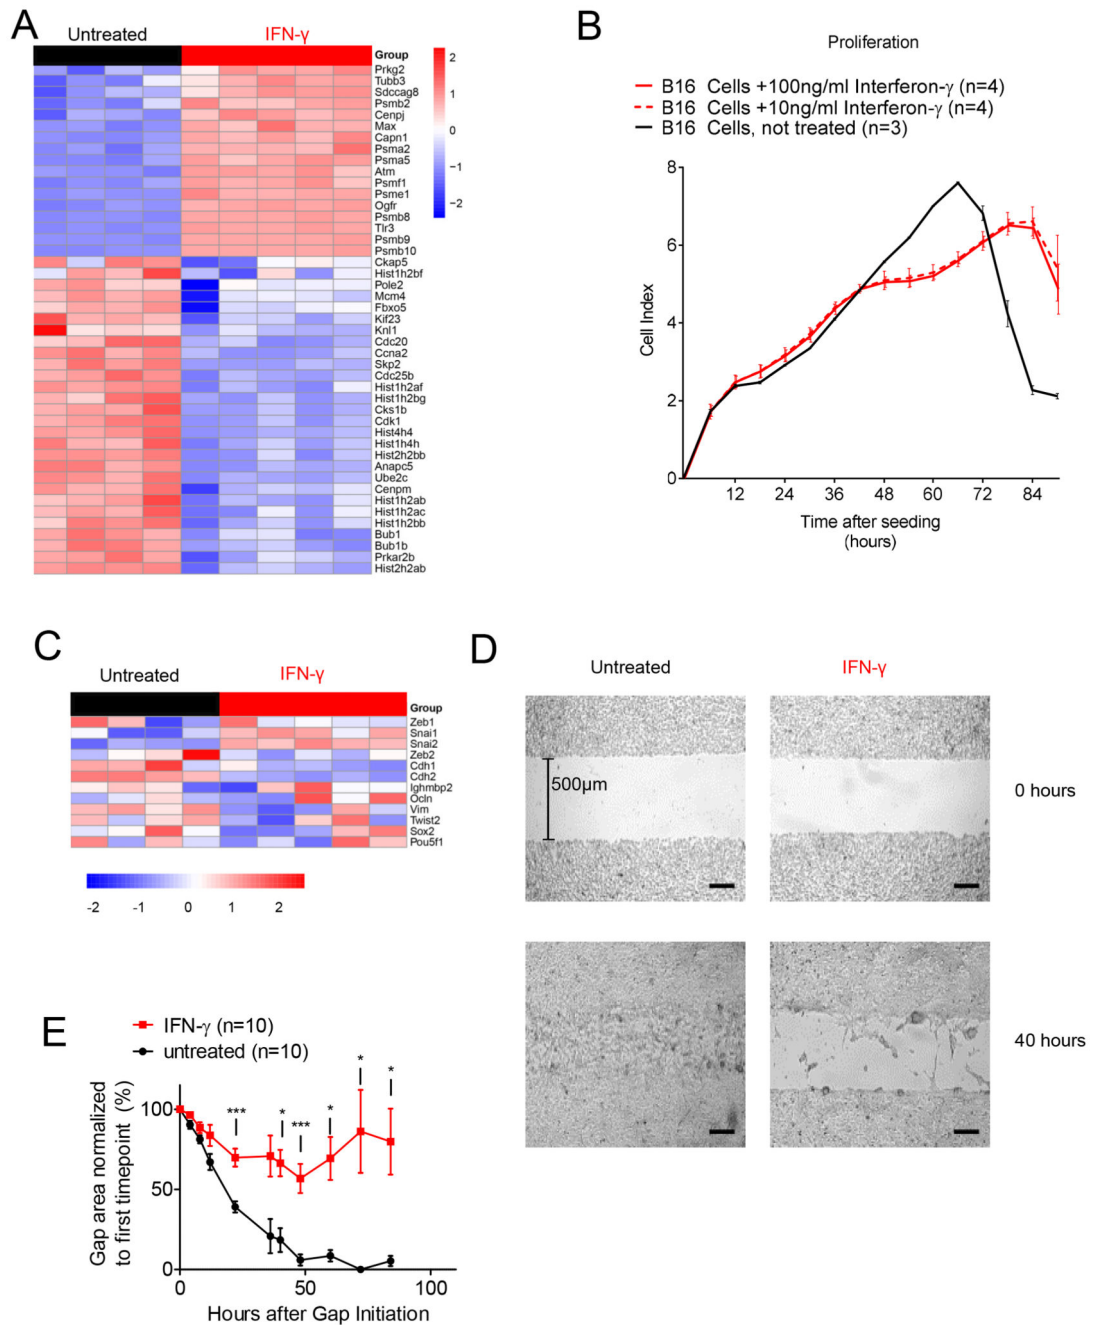 A
Untreated
IFN-γ
Group
Prkg2
Tubb3
Sdccag8
Psmb2
Cenpj
Max
Capn1
Psma2
Psma5
Atm
Psmf1
Psme1
Ogfr
Psmb8
Tlr3
Psmb9
Psmb10
Ckap5
Hist1h2bf
Pole2
Mcm4
Fbxo5
Kif23
Knl1
Cdc20
Ccna2
Skp2
Cdc25b
Hist1h2af
Hist1h2bg
Cks1b
Cdk1
Hist4h4
Hist1h4h
Hist2h2bb
Anapc5
Ube2c
Cenpm
Hist1h2ab
Hist1h2ac
Hist1h2bb
Bub1
Bub1b
Prkar2b
Hist2h2ab
2
1
0
−1
−2
B
Proliferation
B16 Cells +100ng/ml Interferon-γ (n=4)
B16 Cells +10ng/ml Interferon-γ (n=4)
B16 Cells, not treated (n=3)
8
6
4
2
0
Cell Index
12 24 36 48 60 72 84
Time after seeding
(hours)
C
Untreated
IFN-γ
Group
Zeb1
Snai1
Snai2
Zeb2
Cdh1
Cdh2
Ighmbp2
Ocln
Vim
Twist2
Sox2
Pou5f1
-2 -1 0 1 2
D
Untreated
IFN-γ
500µm
0 hours
40 hours
E
IFN-γ (n=10)
untreated (n=10)
*** * *** * * *
100
50
0
Gap area normalized
to first timepoint (%)
0 50 100
Hours after Gap Initiation